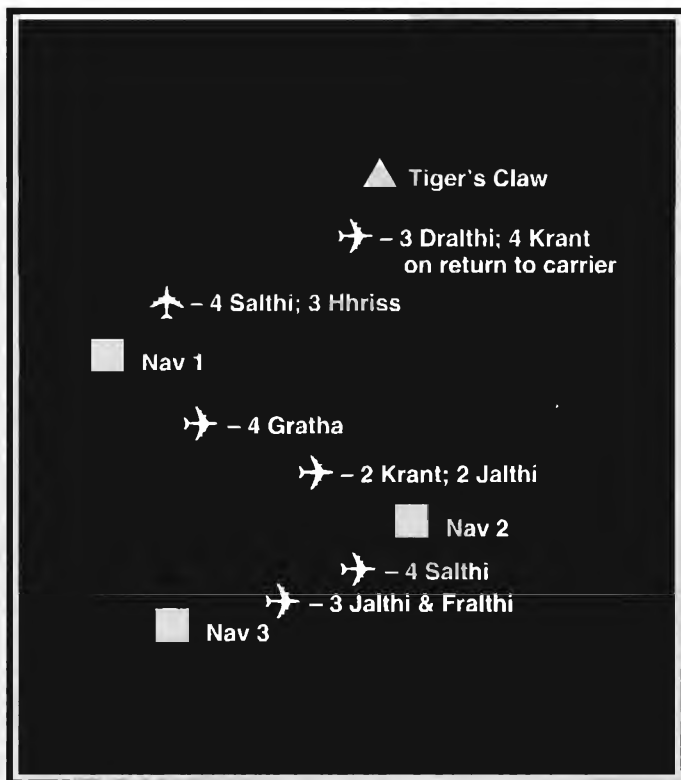 Tiger's Claw
– 3 Dralthi; 4 Krant
on return to carrier
– 4 Salthi; 3 Hhriss
Nav 1
– 4 Gratha
– 2 Krant; 2 Jalthi
Nav 2
– 4 Salthi
– 3 Jalthi & Fralthi
Nav 3